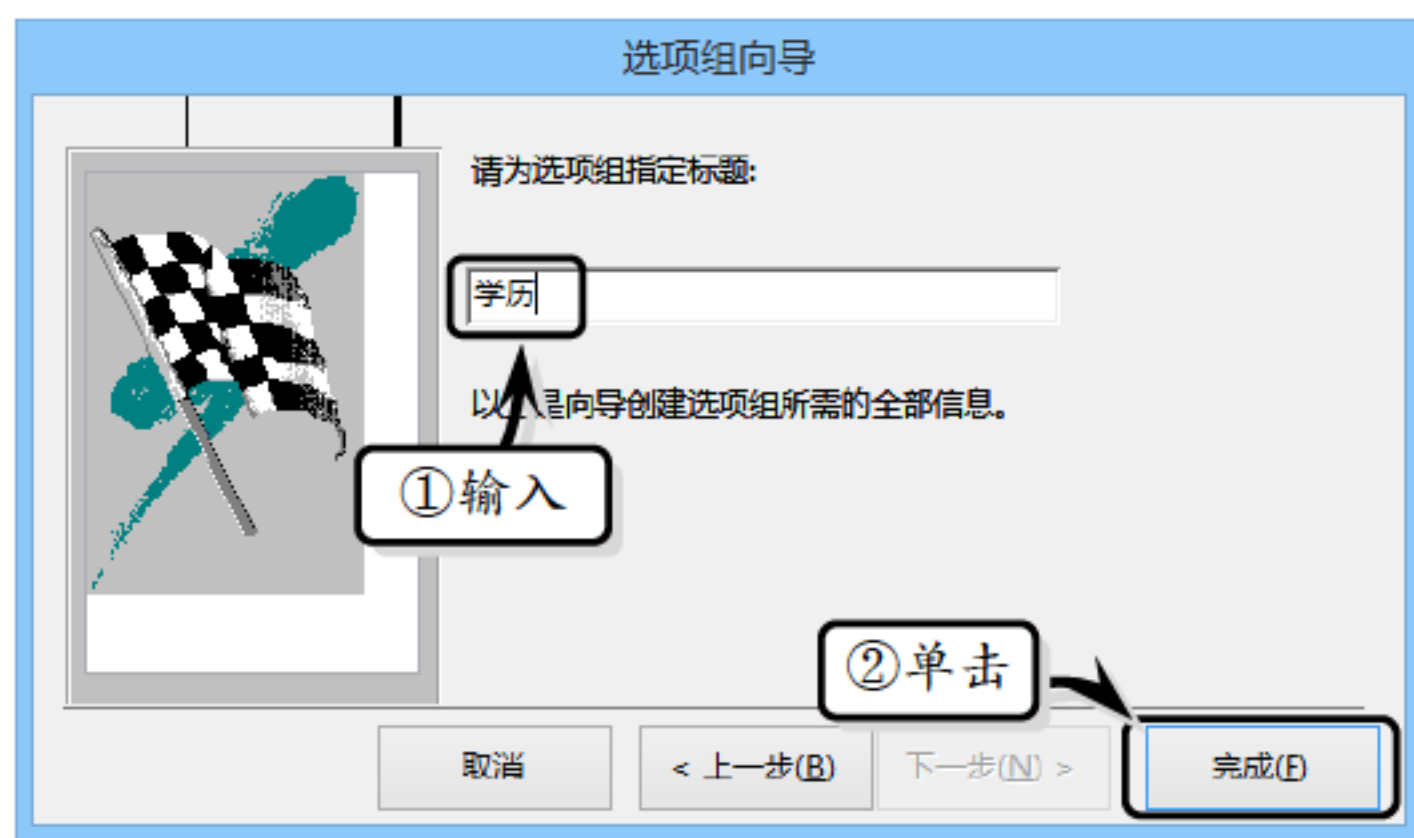 选项组向导
请为选项组指定标题:
学历
以 是向导创建选项组所需的全部信息。
①输入
②单击
取消
< 上一步(B)
下一步(N) >
完成(F)